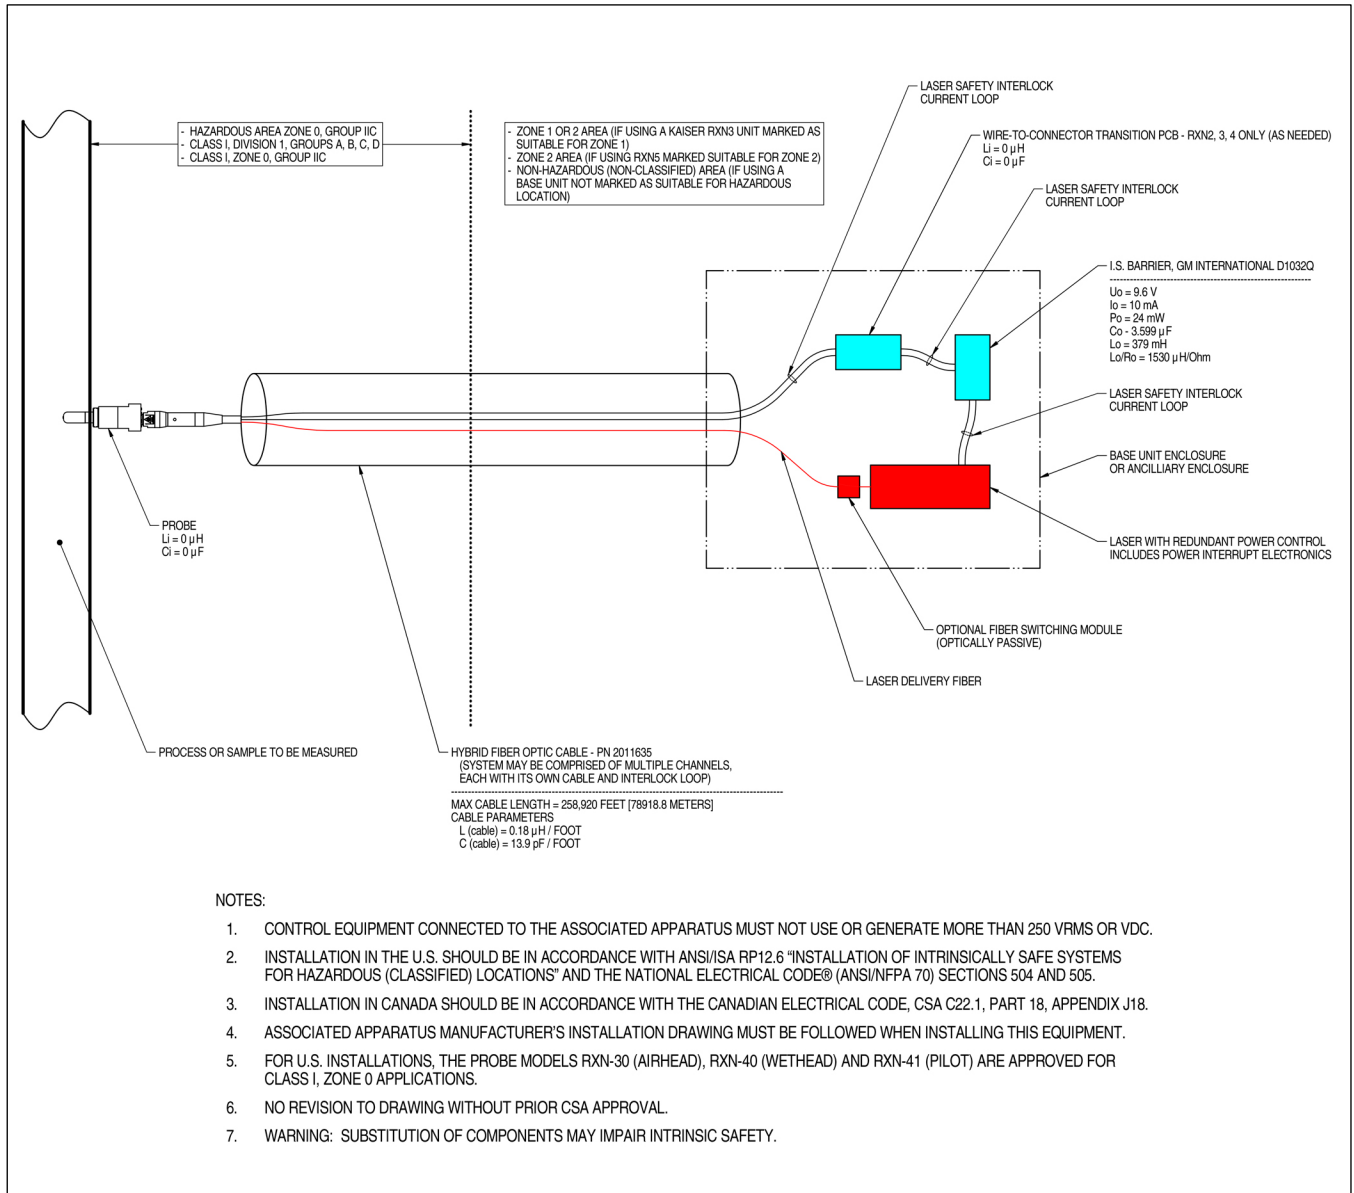 - HAZARDOUS AREA ZONE 0, GROUP IIC
- CLASS I, DIVISION 1, GROUPS A, B, C, D
- CLASS I, ZONE 0, GROUP IIC
- ZONE 1 OR 2 AREA (IF USING A KAISER RXN3 UNIT MARKED AS
SUITABLE FOR ZONE 1)
- ZONE 2 AREA (IF USING RXN5 MARKED SUITABLE FOR ZONE 2)
- NON-HAZARDOUS (NON-CLASSIFIED) AREA (IF USING A
BASE UNIT NOT MARKED AS SUITABLE FOR HAZARDOUS
LOCATION)
LASER SAFETY INTERLOCK
CURRENT LOOP
WIRE-TO-CONNECTOR TRANSITION PCB - RXN2, 3, 4 ONLY (AS NEEDED)
Li = 0 µH
Ci = 0 µF
LASER SAFETY INTERLOCK
CURRENT LOOP
I.S. BARRIER, GM INTERNATIONAL D1032Q
Uo = 9.6 V
Io = 10 mA
Po = 24 mW
Co - 3.599 µF
Lo = 379 mH
Lo/Ro = 1530 µH/Ohm
LASER SAFETY INTERLOCK
CURRENT LOOP
BASE UNIT ENCLOSURE
OR ANCILLIARY ENCLOSURE
LASER WITH REDUNDANT POWER CONTROL
INCLUDES POWER INTERRUPT ELECTRONICS
PROBE
Li = 0 µH
Ci = 0 µF
OPTIONAL FIBER SWITCHING MODULE
(OPTICALLY PASSIVE)
LASER DELIVERY FIBER
PROCESS OR SAMPLE TO BE MEASURED
HYBRID FIBER OPTIC CABLE - PN 2011635
(SYSTEM MAY BE COMPRISED OF MULTIPLE CHANNELS,
EACH WITH ITS OWN CABLE AND INTERLOCK LOOP)
MAX CABLE LENGTH = 258,920 FEET [78918.8 METERS]
CABLE PARAMETERS
L (cable) = 0.18 µH / FOOT
C (cable) = 13.9 pF / FOOT
NOTES:
1. CONTROL EQUIPMENT CONNECTED TO THE ASSOCIATED APPARATUS MUST NOT USE OR GENERATE MORE THAN 250 VRMS OR VDC.
2. INSTALLATION IN THE U.S. SHOULD BE IN ACCORDANCE WITH ANSI/ISA RP12.6 “INSTALLATION OF INTRINSICALLY SAFE SYSTEMS
FOR HAZARDOUS (CLASSIFIED) LOCATIONS” AND THE NATIONAL ELECTRICAL CODE® (ANSI/NFPA 70) SECTIONS 504 AND 505.
3. INSTALLATION IN CANADA SHOULD BE IN ACCORDANCE WITH THE CANADIAN ELECTRICAL CODE, CSA C22.1, PART 18, APPENDIX J18.
4. ASSOCIATED APPARATUS MANUFACTURER’S INSTALLATION DRAWING MUST BE FOLLOWED WHEN INSTALLING THIS EQUIPMENT.
5. FOR U.S. INSTALLATIONS, THE PROBE MODELS RXN-30 (AIRHEAD), RXN-40 (WETHEAD) AND RXN-41 (PILOT) ARE APPROVED FOR
CLASS I, ZONE 0 APPLICATIONS.
6. NO REVISION TO DRAWING WITHOUT PRIOR CSA APPROVAL.
7. WARNING: SUBSTITUTION OF COMPONENTS MAY IMPAIR INTRINSIC SAFETY.